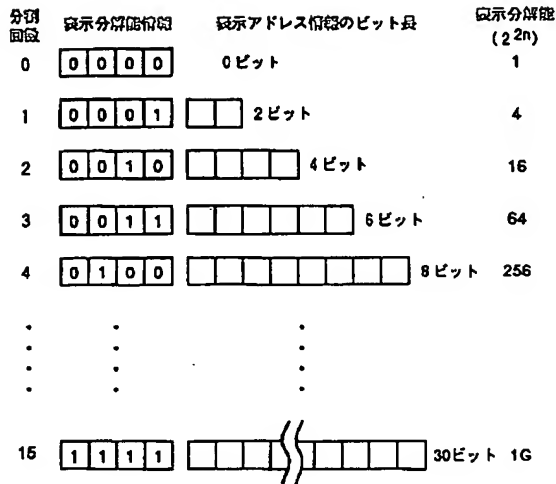 分割回数 表示分解能情報 表示アドレス情報のビット長 表示分解能 (2 2n)
0 0 0 0 0 0ビット 1
1 0 0 0 1 2ビット 4
2 0 0 1 0 4ビット 16
3 0 0 1 1 6ビット 64
4 0 1 0 0 8ビット 256
15 1 1 1 1 30ビット 1G